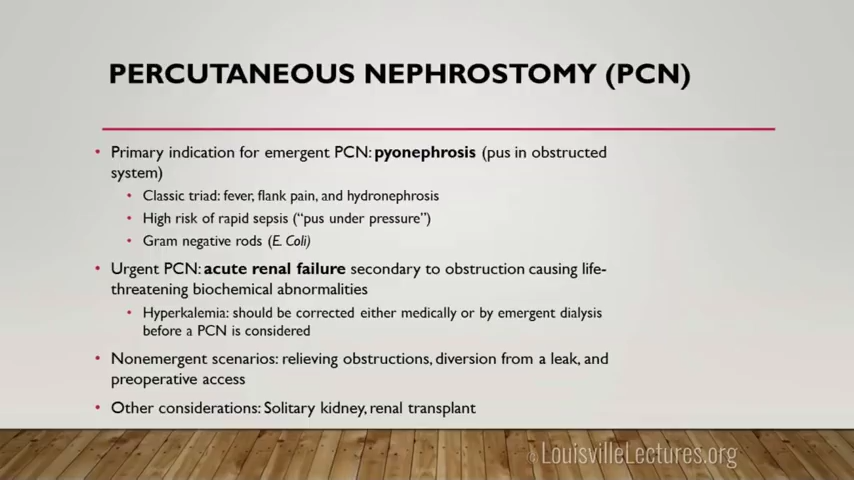 PERCUTANEOUS NEPHROSTOMY (PCN)
• Primary indication for emergent PCN: pyonephrosis (pus in obstructed
system)
• Classic triad: fever, flank pain, and hydronephrosis
• High risk of rapid sepsis (“pus under pressure”)
• Gram negative rods (E. Coli)
• Urgent PCN: acute renal failure secondary to obstruction causing life-
threatening biochemical abnormalities
• Hyperkalemia: should be corrected either medically or by emergent dialysis
before a PCN is considered
• Nonemergent scenarios: relieving obstructions, diversion from a leak, and
preoperative access
• Other considerations: Solitary kidney, renal transplant
© LouisvilleLectures.org